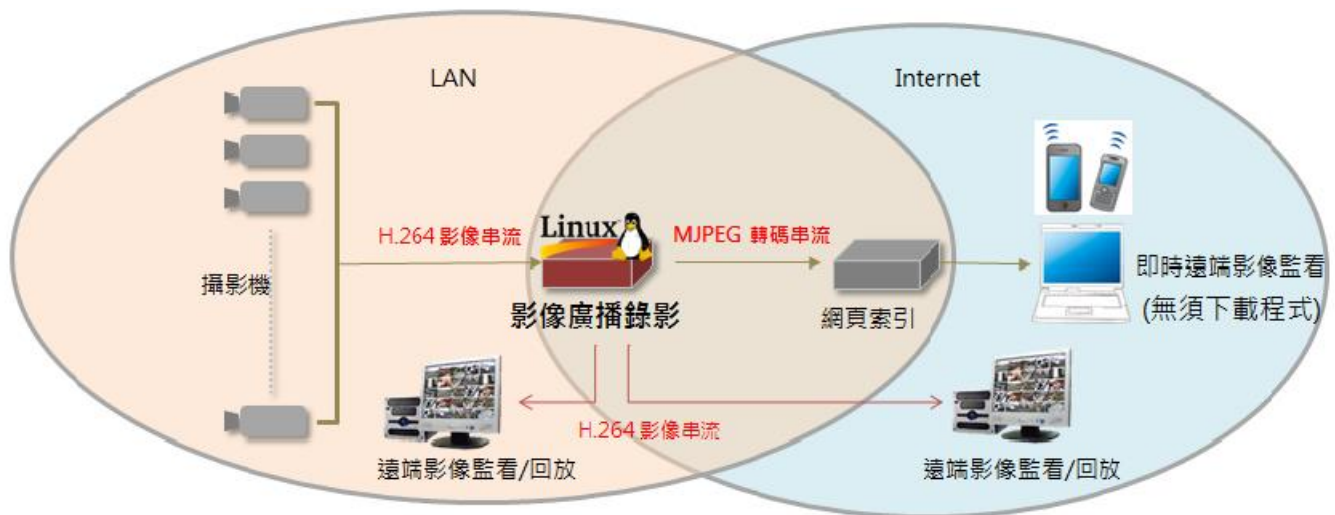 LAN
Internet
H.264 影像串流
Linux
MJPEG 轉碼串流
攝影機
影像廣播錄影
網頁索引
即時遠端影像監看
(無須下載程式)
H.264 影像串流
遠端影像監看/回放
遠端影像監看/回放